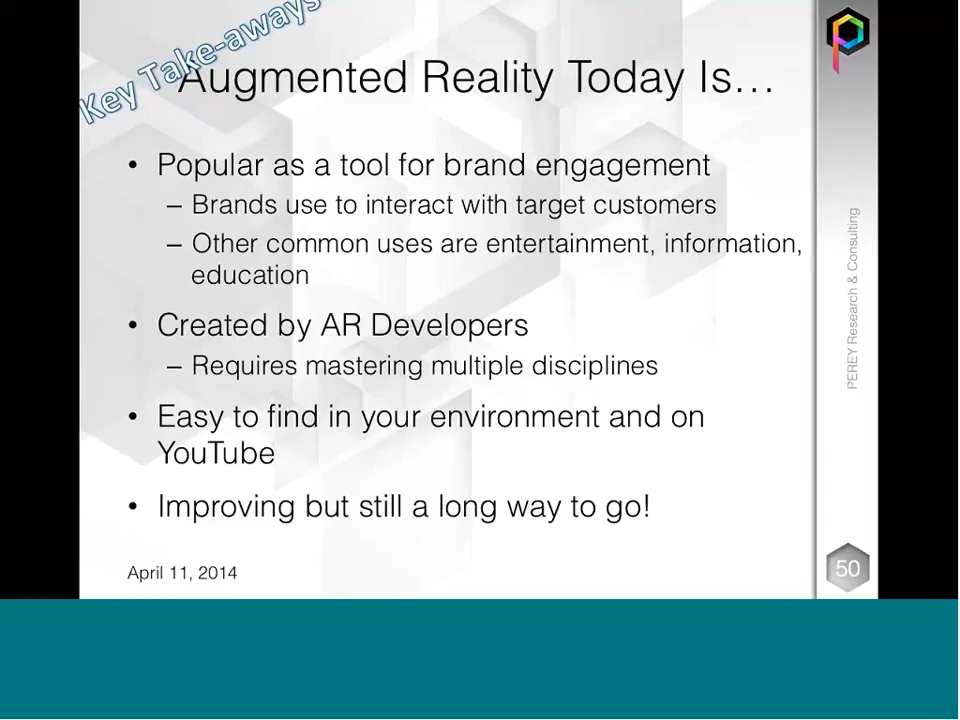 Key Take-aways
Augmented Reality Today Is…
• Popular as a tool for brand engagement
– Brands use to interact with target customers
– Other common uses are entertainment, information,
education
• Created by AR Developers
– Requires mastering multiple disciplines
• Easy to find in your environment and on
YouTube
• Improving but still a long way to go!
April 11, 2014
PEREY Research & Consulting
50